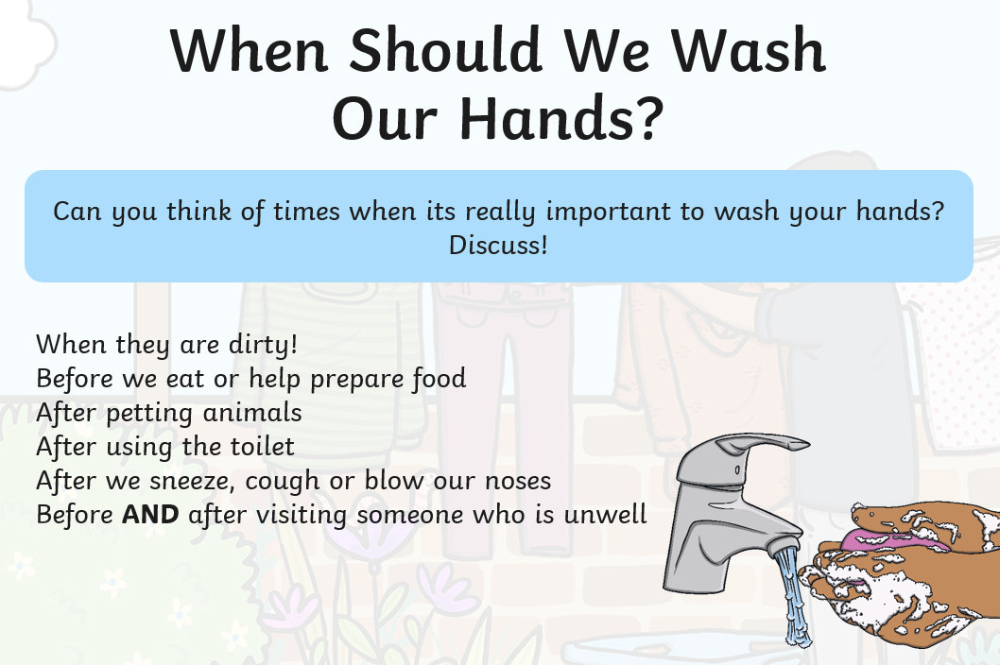 When Should We Wash
Our Hands?
Can you think of times when its really important to wash your hands?
Discuss!
When they are dirty!
Before we eat or help prepare food
After petting animals
After using the toilet
After we sneeze, cough or blow our noses
Before AND after visiting someone who is unwell